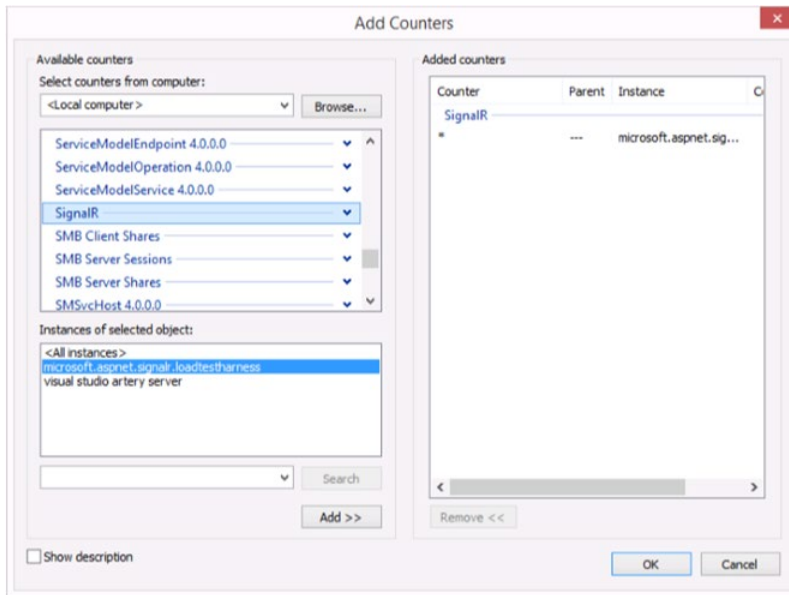 Add Counters
Available counters
Select counters from computer:
<Local computer>
Browse...
ServiceModelEndpoint 4.0.0.0
ServiceModelOperation 4.0.0.0
ServiceModelService 4.0.0.0
SignalR
SMB Client Shares
SMB Server Sessions
SMB Server Shares
SMSvcHost 4.0.0.0
Instances of selected object:
<All instances>
microsoft.aspnet.signalr.loadtestharness
visual studio artery server
Search
Add >>
Show description
Added counters
Counter Parent Instance
SignalR
* --- microsoft.aspnet.sig...
Remove <<
OK
Cancel